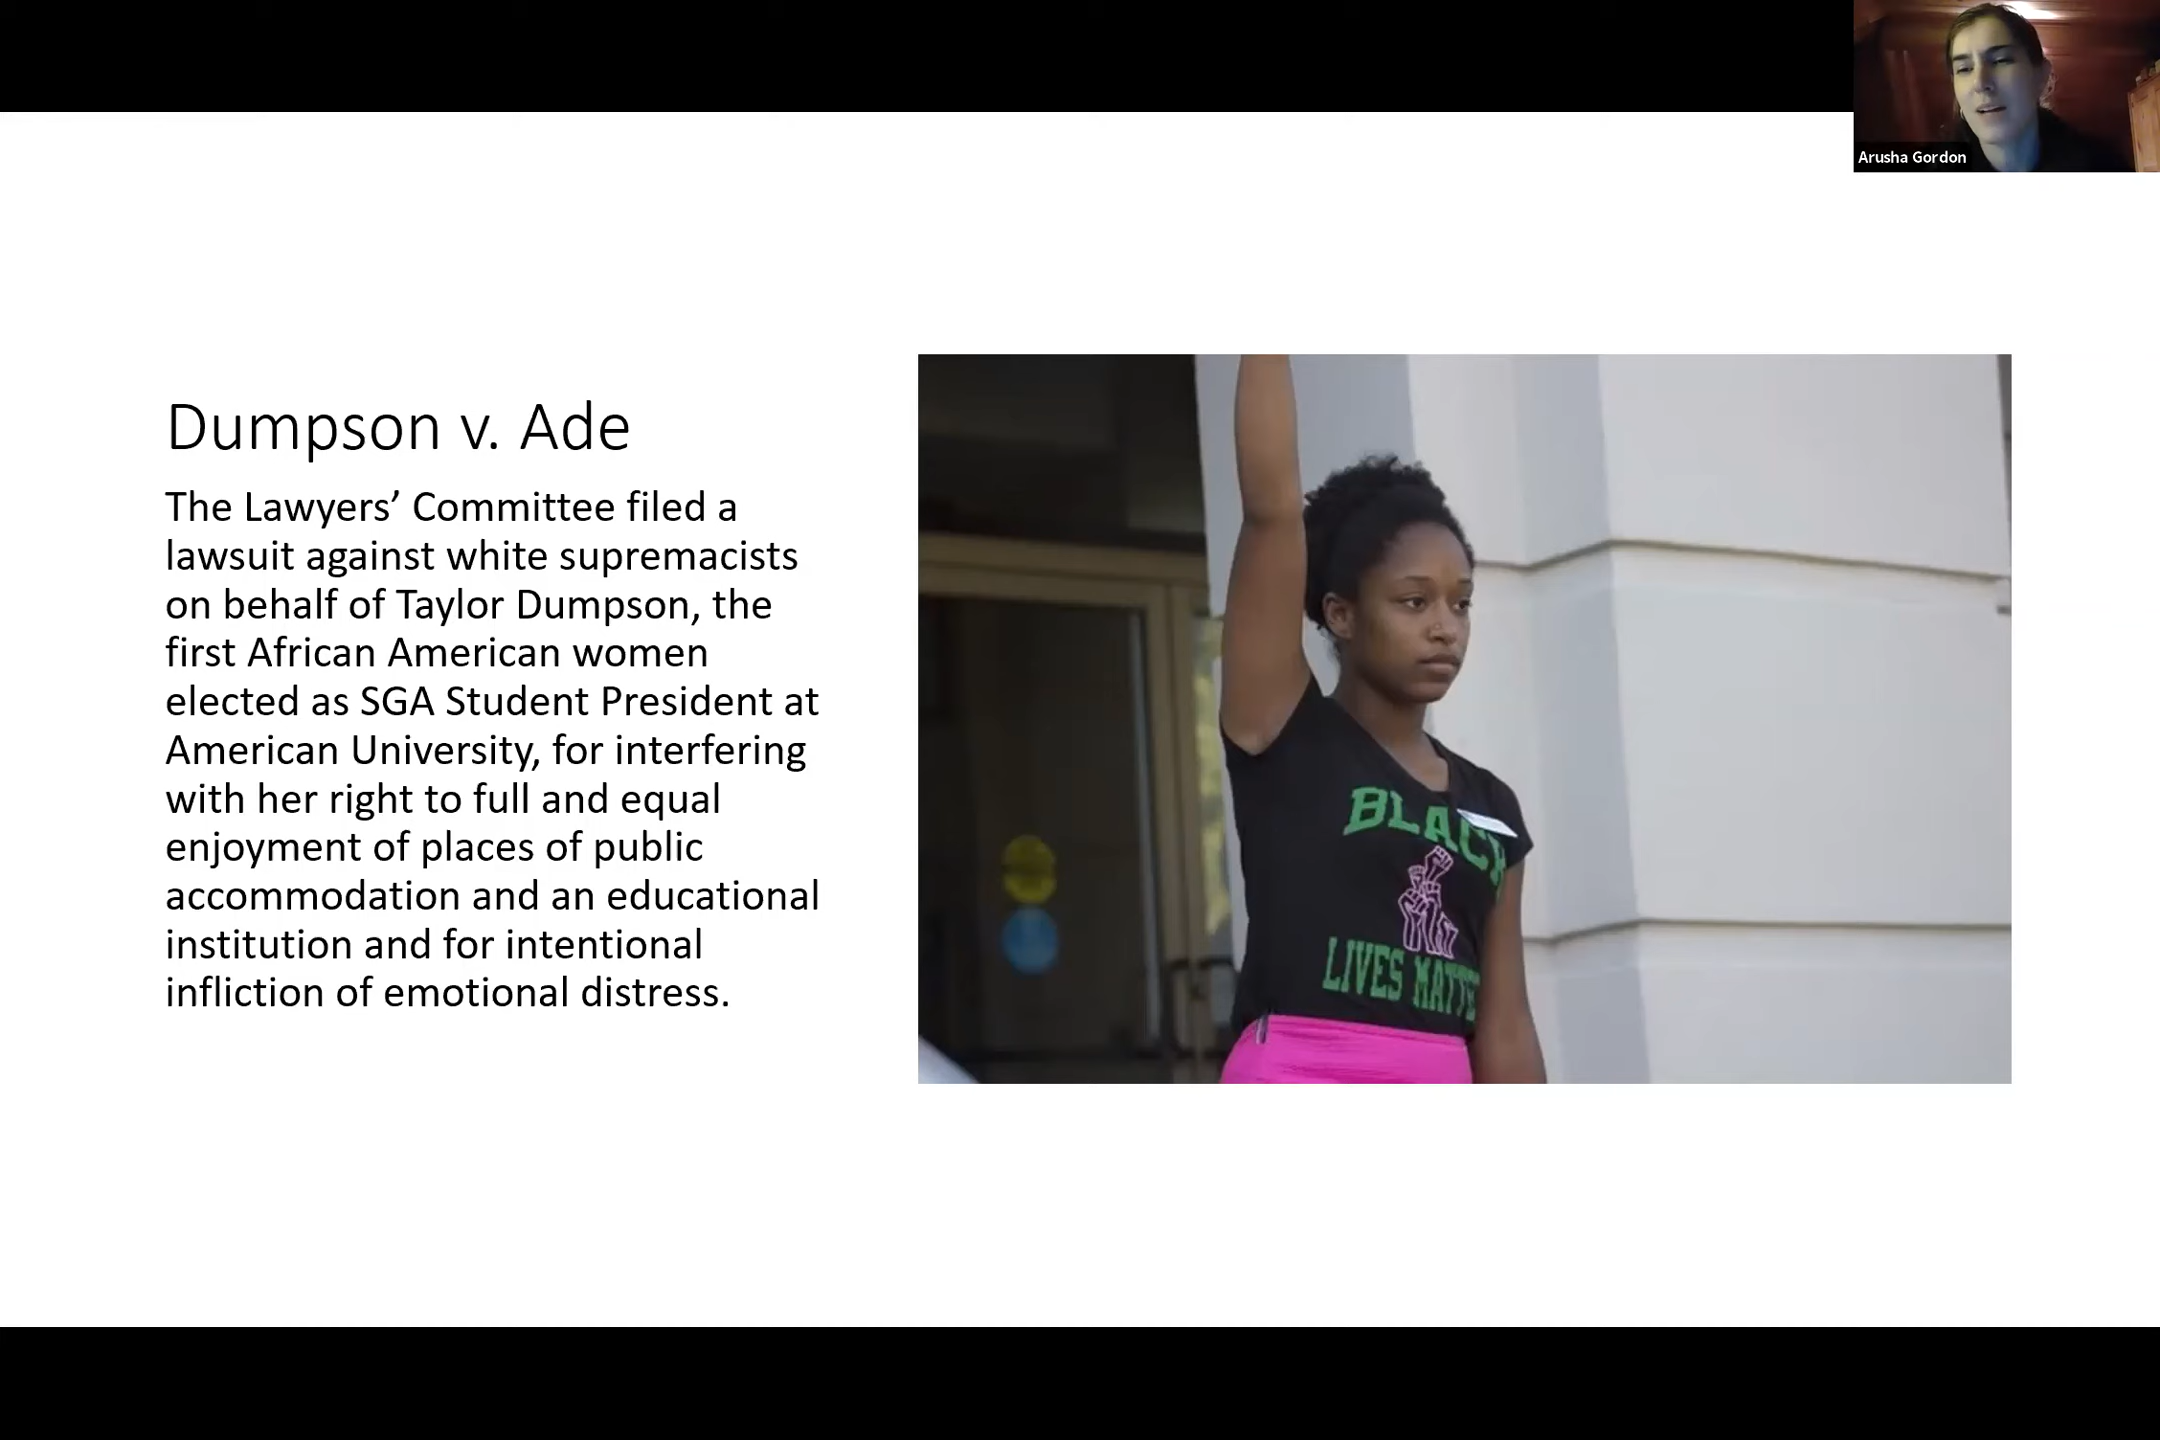 Arusha Gordon
Dumpson v. Ade
The Lawyers’ Committee filed a
lawsuit against white supremacists
on behalf of Taylor Dumpson, the
first African American women
elected as SGA Student President at
American University, for interfering
with her right to full and equal
enjoyment of places of public
accommodation and an educational
institution and for intentional
infliction of emotional distress.
BLACK
LIVES MATTE